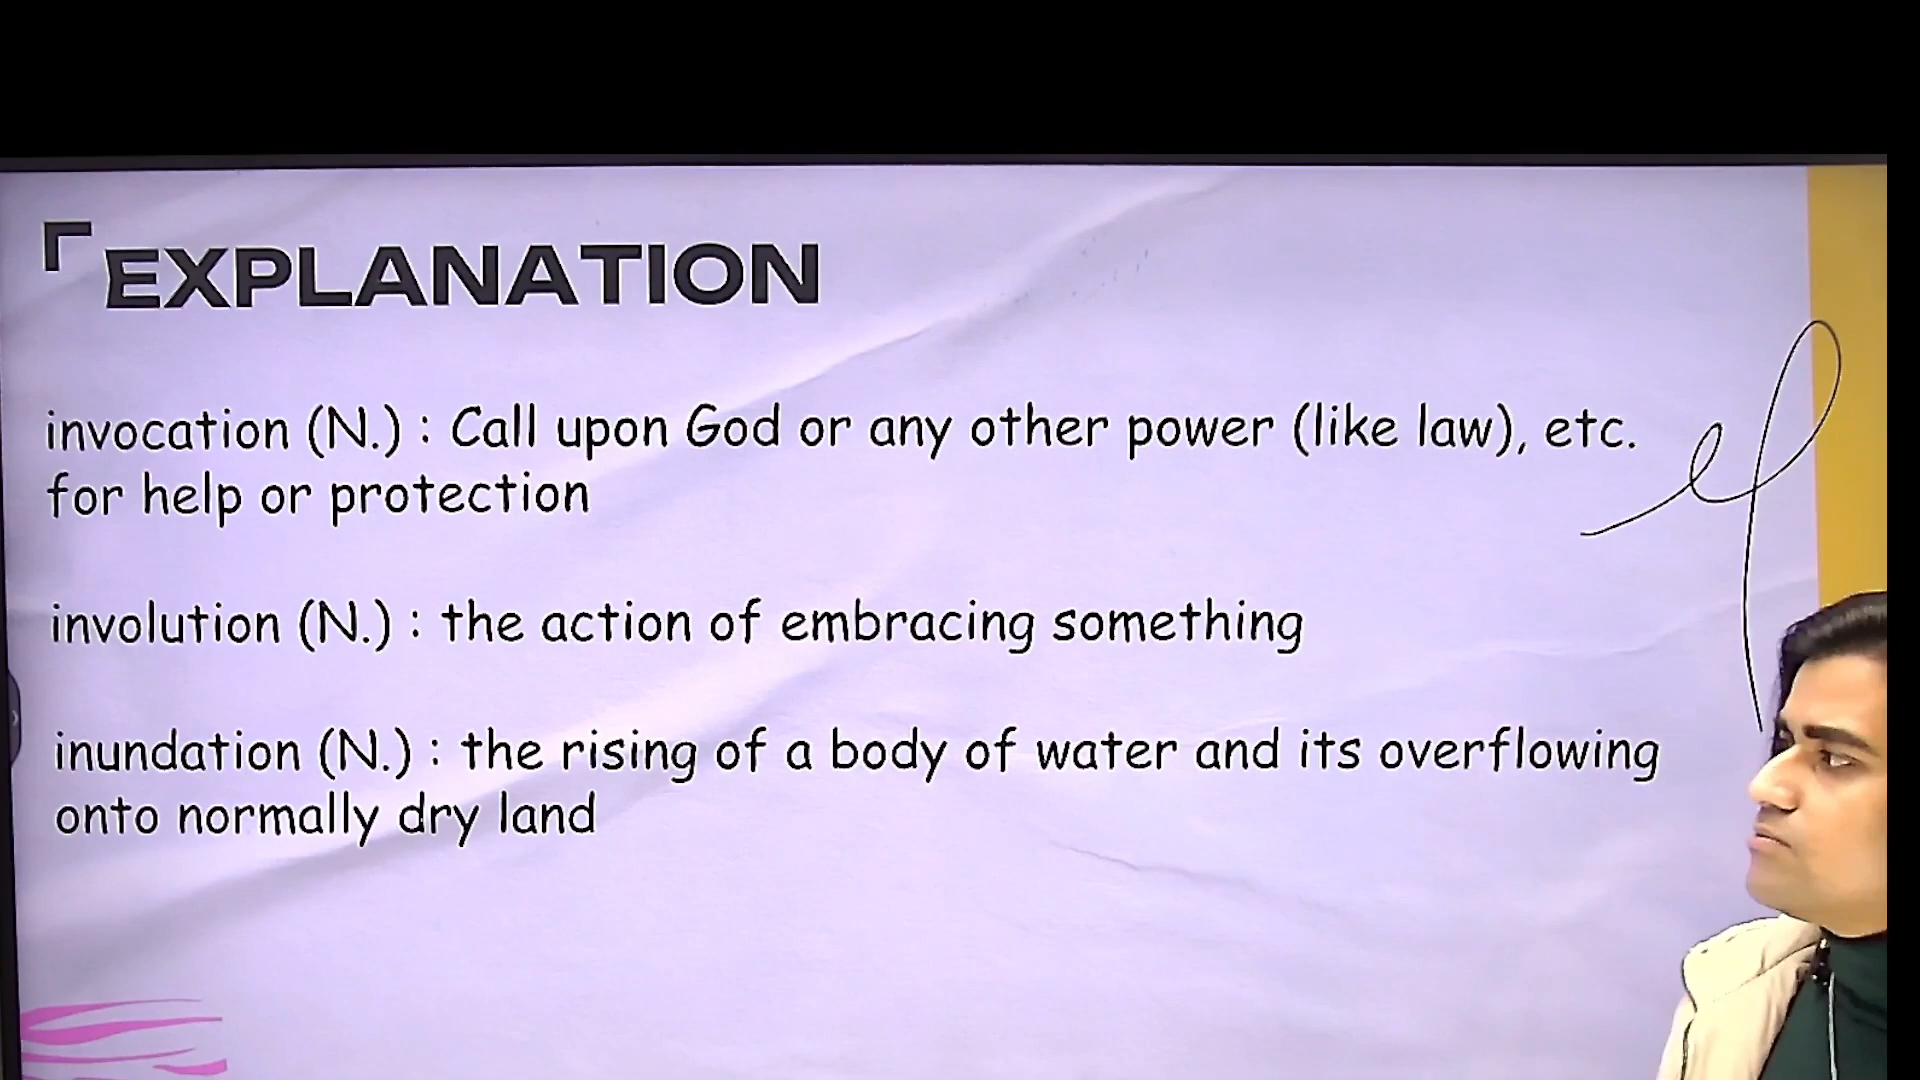 EXPLANATION
invocation (N.) : Call upon God or any other power (like law), etc.
for help or protection
involution (N.) : the action of embracing something
inundation (N.) : the rising of a body of water and its overflowing
onto normally dry land